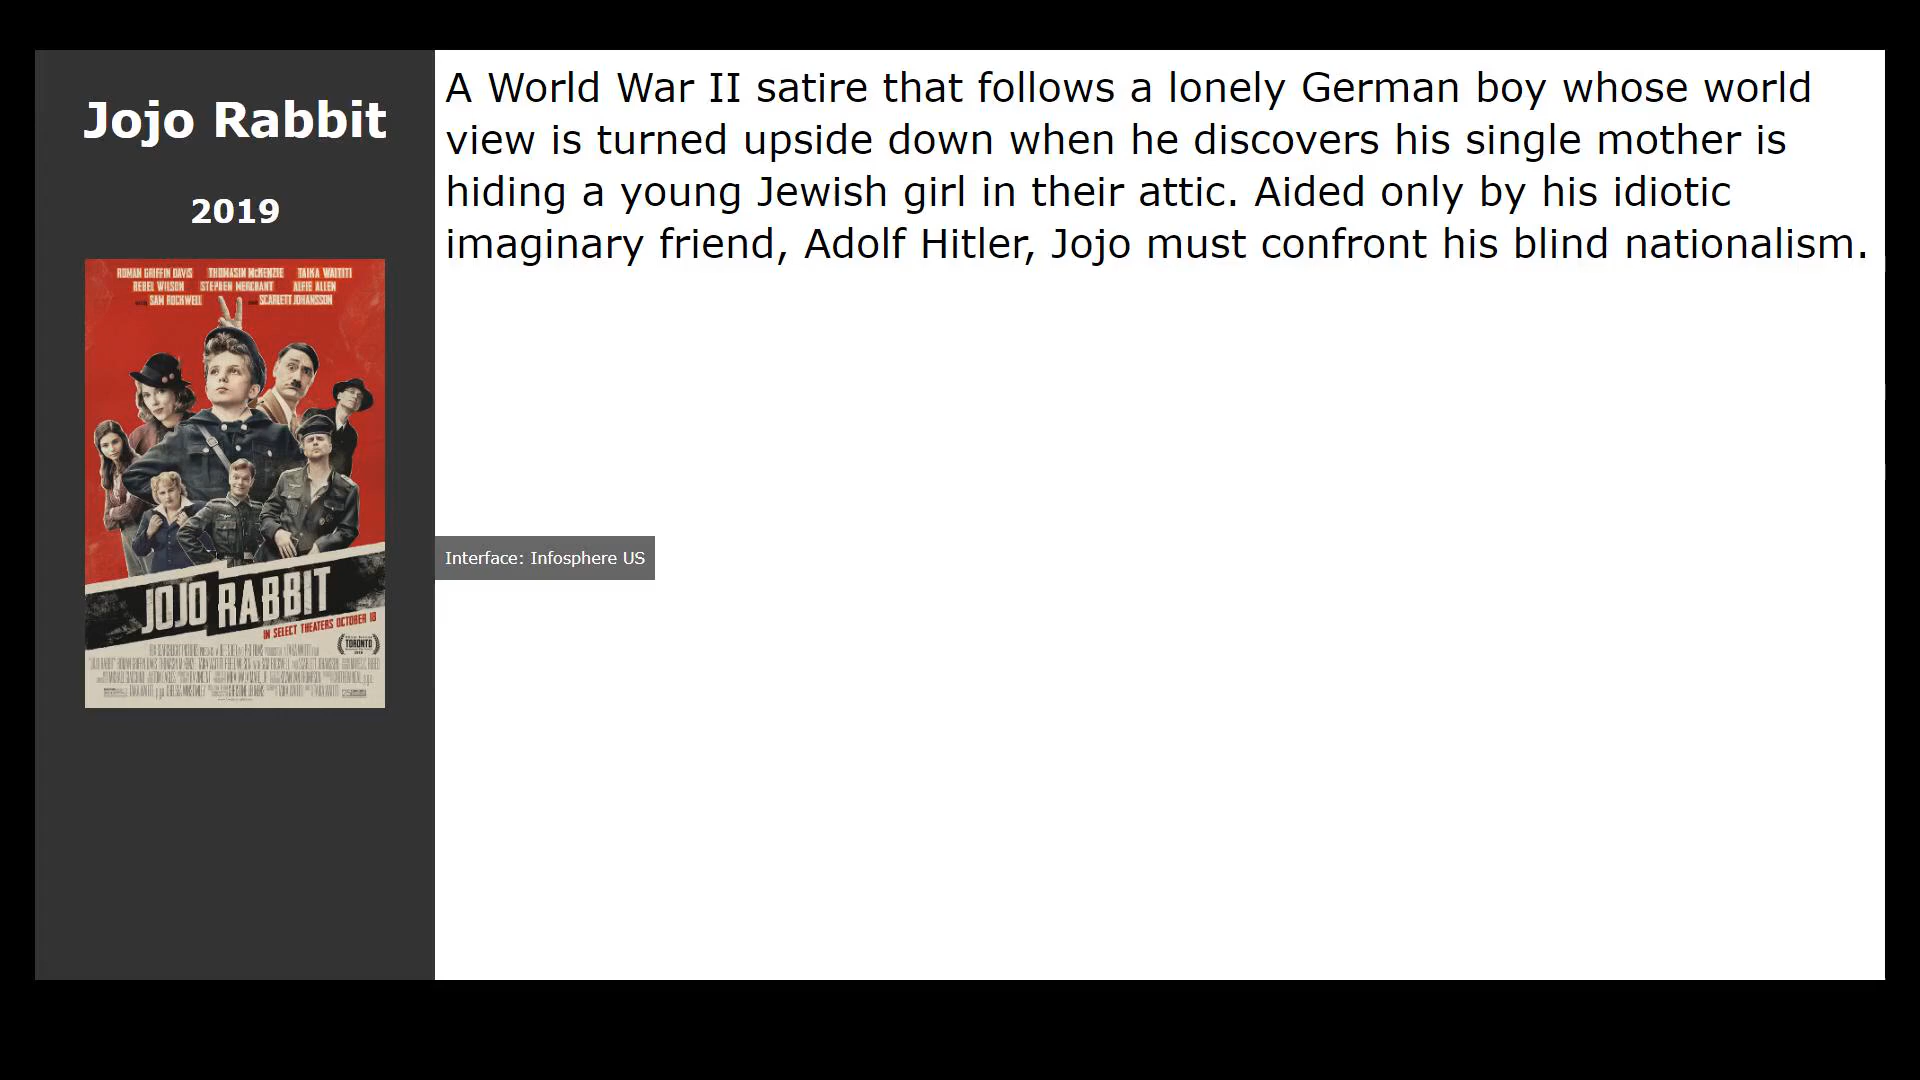 Jojo Rabbit
2019
A World War II satire that follows a lonely German boy whose world
view is turned upside down when he discovers his single mother is
hiding a young Jewish girl in their attic. Aided only by his idiotic
imaginary friend, Adolf Hitler, Jojo must confront his blind nationalism.
ROMAN GRIFFIN DAVIS THOMASIN McKENZIE TAIKA WAITITI
REBEL WILSON STEPHEN MERCHANT ALFIE ALLEN
SAM ROCKWELL SCARLETT JOHANSSON
JOJO RABBIT
IN SELECT THEATERS OCTOBER 18
TORONTO
Interface: Infosphere US